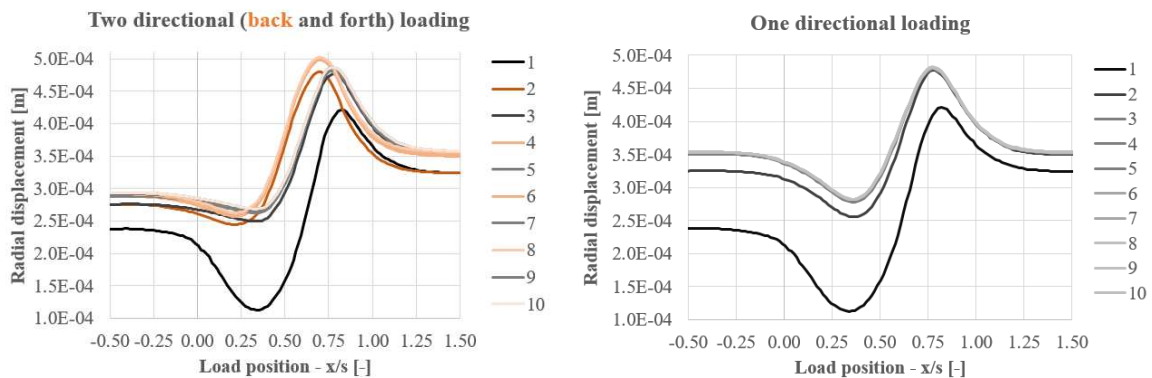 Two directional (back and forth) loading
Radial displacement [m]
5.0E-04
4.5E-04
4.0E-04
3.5E-04
3.0E-04
2.5E-04
2.0E-04
1.5E-04
1.0E-04
-0.50 -0.25 0.00 0.25 0.50 0.75 1.00 1.25 1.50
Load position - x/s [-]
1
2
3
4
5
6
7
8
9
10
One directional loading
Radial displacement [m]
5.0E-04
4.5E-04
4.0E-04
3.5E-04
3.0E-04
2.5E-04
2.0E-04
1.5E-04
1.0E-04
-0.50 -0.25 0.00 0.25 0.50 0.75 1.00 1.25 1.50
Load position - x/s [-]
1
2
3
4
5
6
7
8
9
10